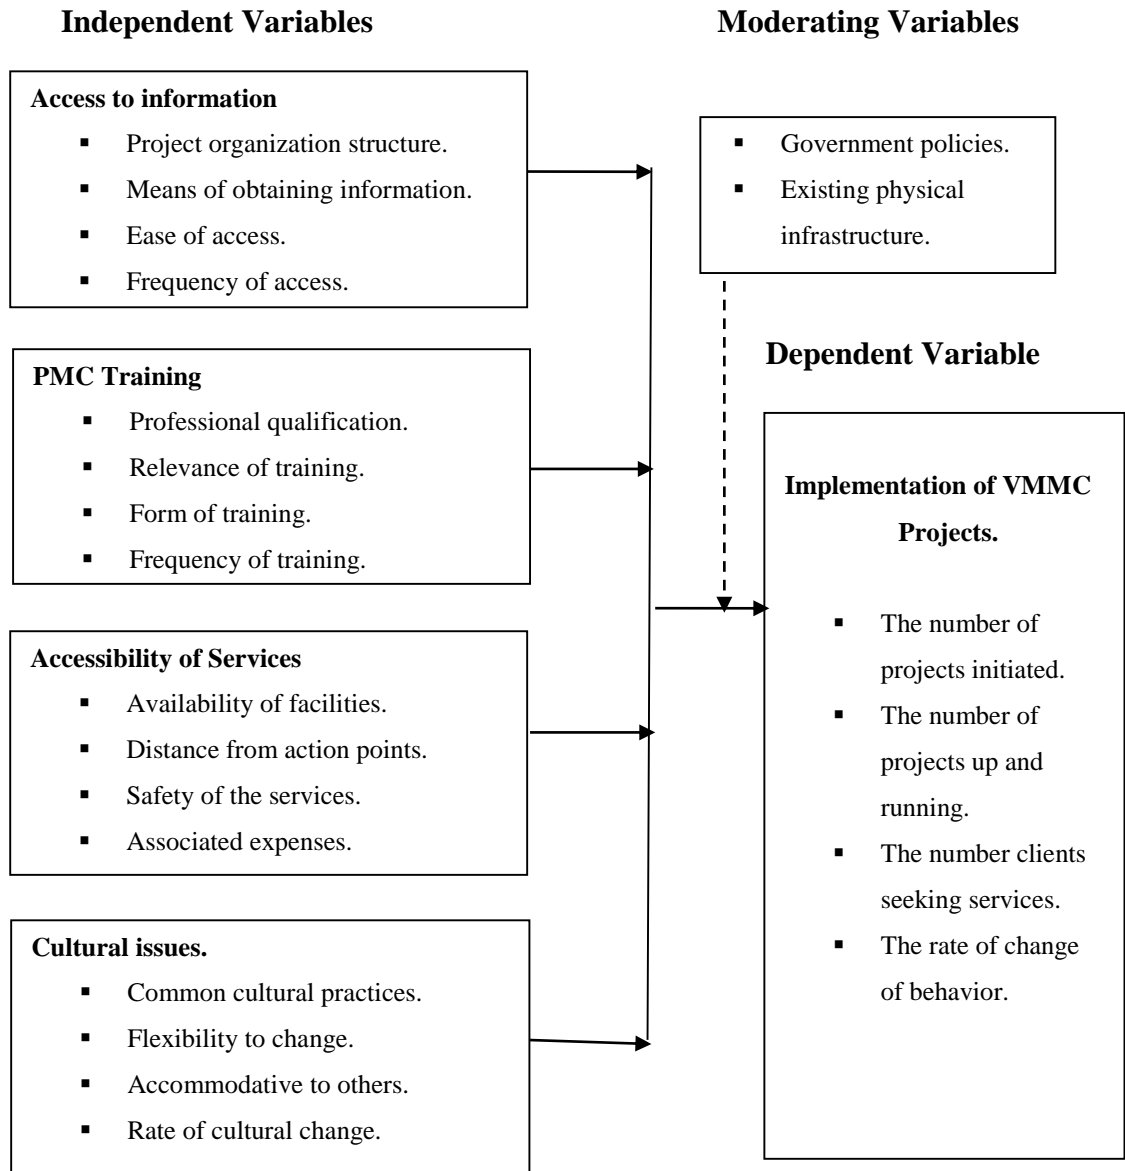 Independent Variables
Access to information
▪ Project organization structure.
▪ Means of obtaining information.
▪ Ease of access.
▪ Frequency of access.
PMC Training
▪ Professional qualification.
▪ Relevance of training.
▪ Form of training.
▪ Frequency of training.
Accessibility of Services
▪ Availability of facilities.
▪ Distance from action points.
▪ Safety of the services.
▪ Associated expenses.
Cultural issues.
▪ Common cultural practices.
▪ Flexibility to change.
▪ Accommodative to others.
▪ Rate of cultural change.
Moderating Variables
▪ Government policies.
▪ Existing physical
infrastructure.
Dependent Variable
Implementation of VMMC
Projects.
▪ The number of
projects initiated.
▪ The number of
projects up and
running.
▪ The number clients
seeking services.
▪ The rate of change
of behavior.